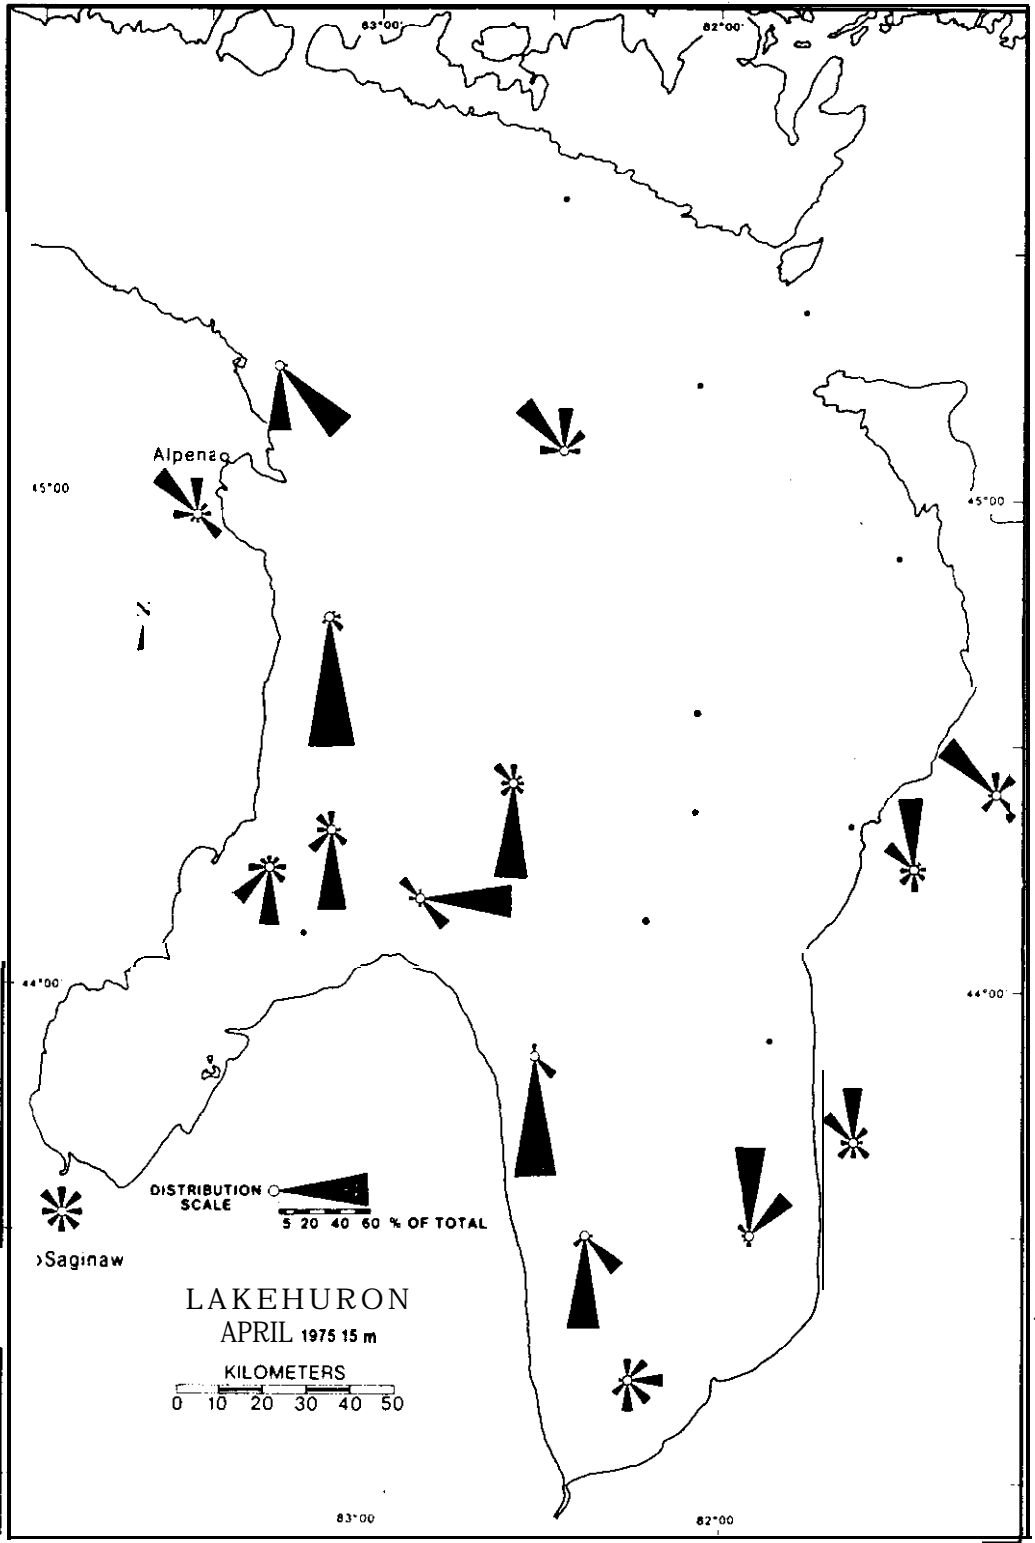 83°00'
82°00'
Alpena
45°00
45°00
44°00'
44°00'
DISTRIBUTION
SCALE
5 20 40 60 % OF TOTAL
Saginaw
LAKEHURON
APRIL 1975 15 m
KILOMETERS
0 10 20 30 40 50
83°00
82°00